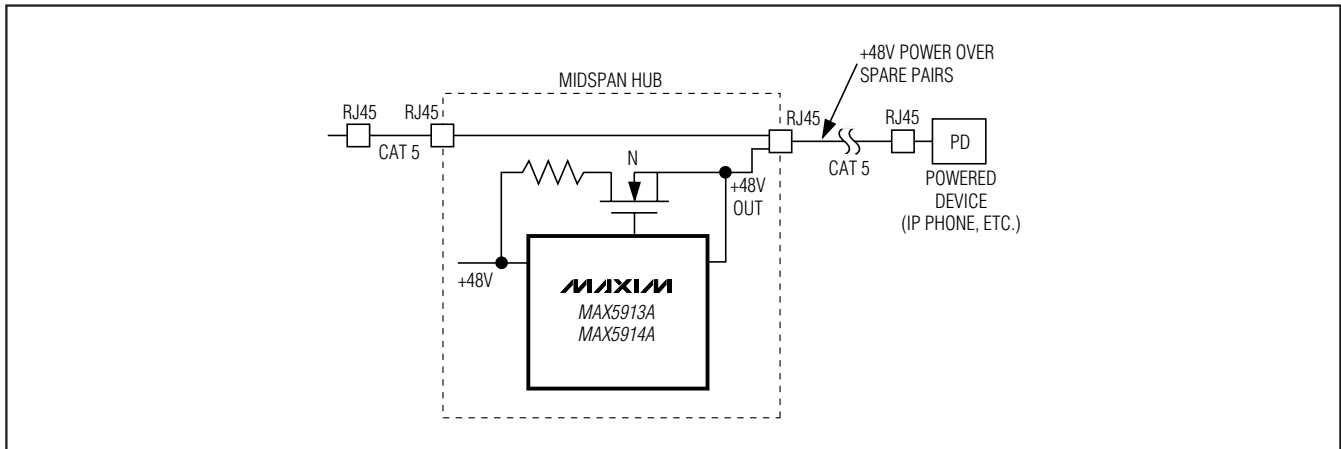 +48V POWER OVER
SPARE PAIRS
MIDSPAN HUB
RJ45
RJ45
RJ45
RJ45
CAT 5
CAT 5
N
PD
+48V
OUT
POWERED
DEVICE
(IP PHONE, ETC.)
+48V
MAXIM
MAX5913A
MAX5914A